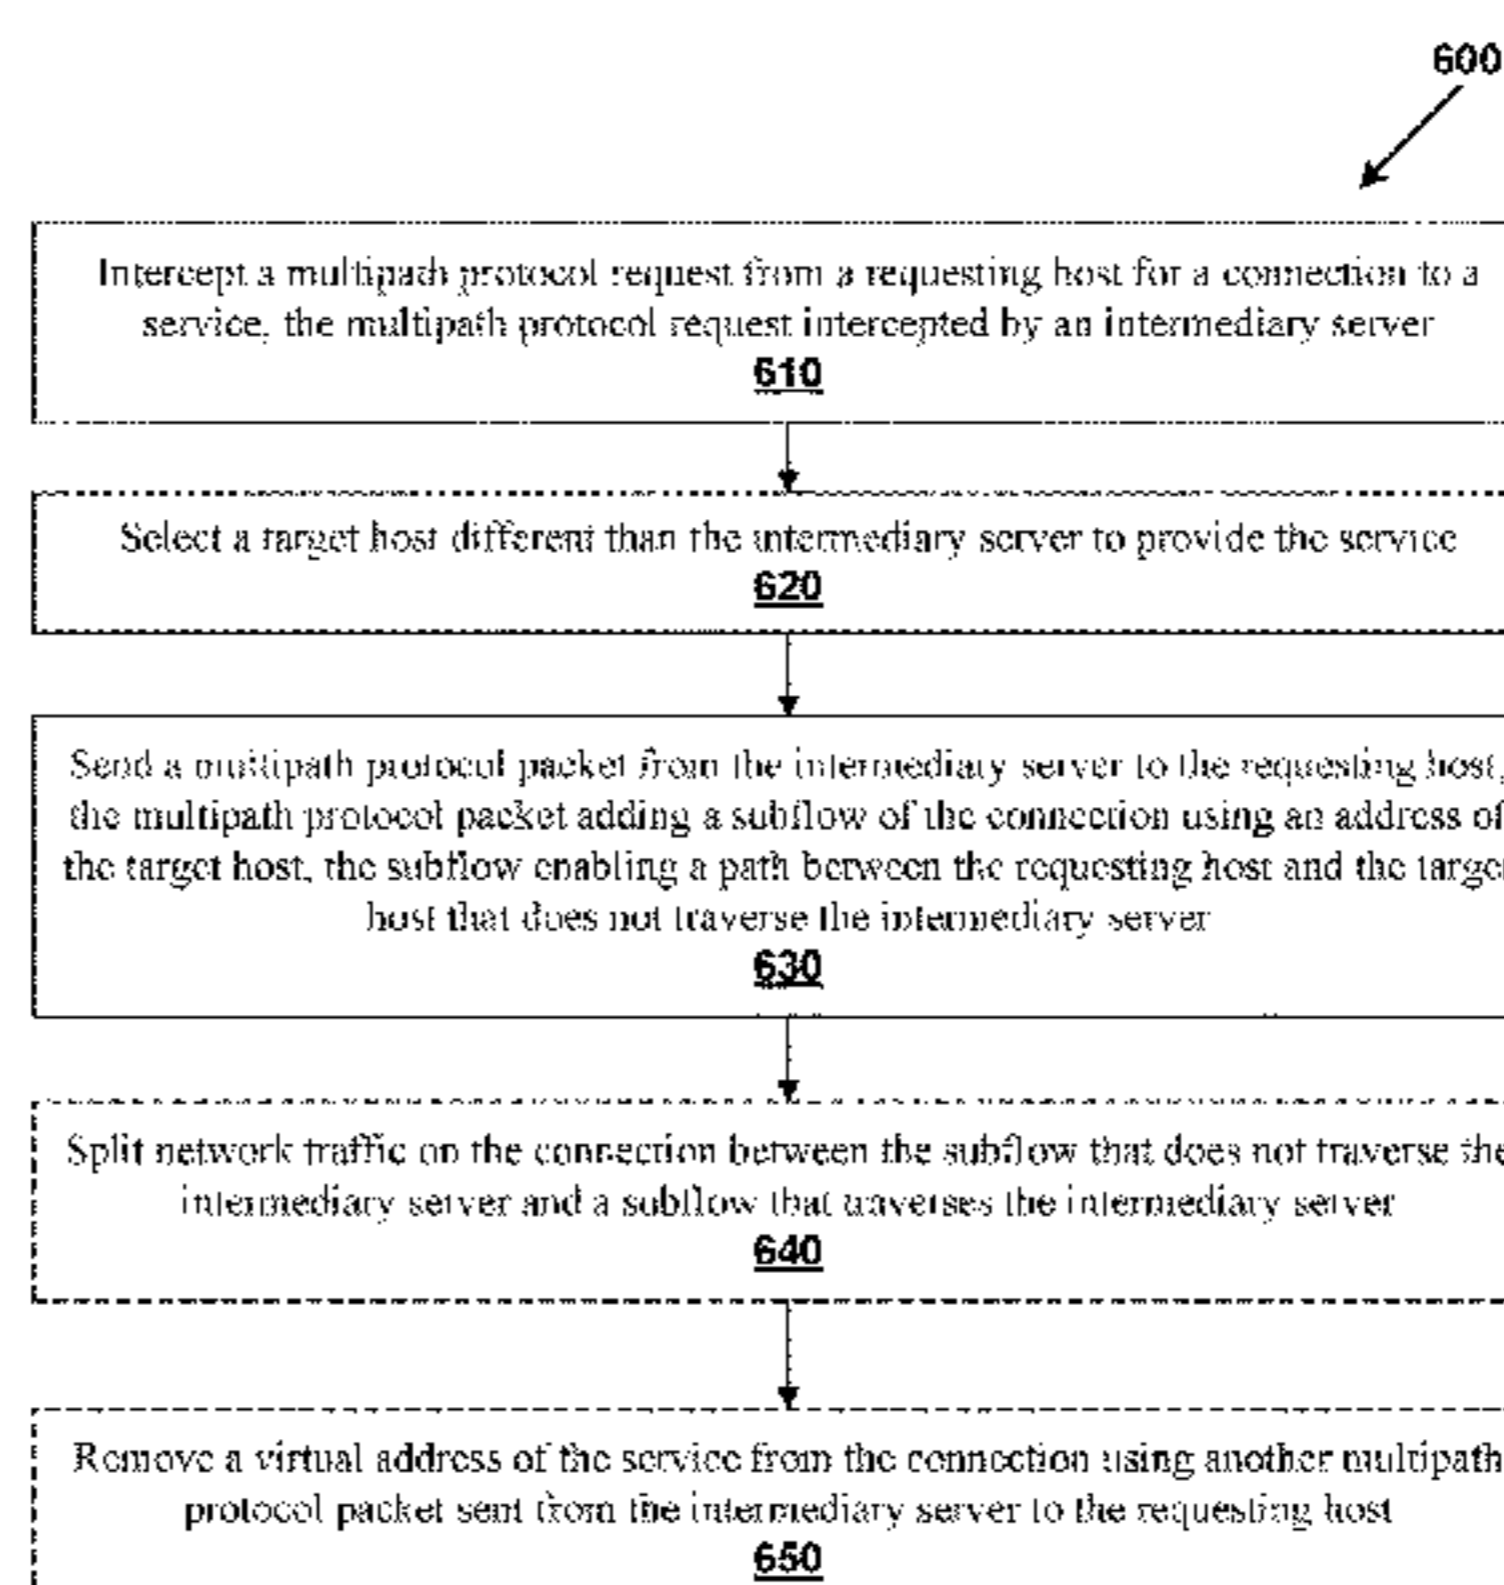 600
Intercept a multipath protocol request from a requesting host for a connection to a
service, the multipath protocol request intercepted by an intermediary server
610
Select a target host different than the intermediary server to provide the service
620
Send a multipath protocol packet from the intermediary server to the requesting host,
the multipath protocol packet adding a subflow of the connection using an address of
the target host, the subflow enabling a path between the requesting host and the target
host that does not traverse the intermediary server
630
Split network traffic on the connection between the subflow that does not traverse the
intermediary server and a subflow that traverses the intermediary server
640
Remove a virtual address of the service from the connection using another multipath
protocol packet sent from the intermediary server to the requesting host
650